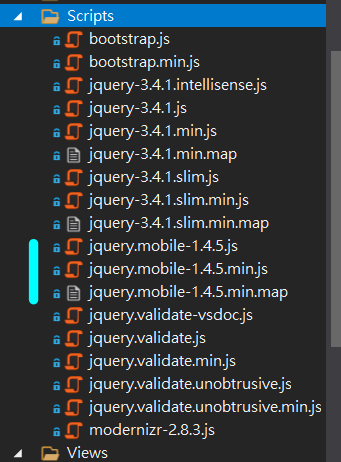 Scripts
bootstrap.js
bootstrap.min.js
jquery-3.4.1.intellisense.js
jquery-3.4.1.js
jquery-3.4.1.min.js
jquery-3.4.1.min.map
jquery-3.4.1.slim.js
jquery-3.4.1.slim.min.js
jquery-3.4.1.slim.min.map
jquery.mobile-1.4.5.js
jquery.mobile-1.4.5.min.js
jquery.mobile-1.4.5.min.map
jquery.validate-vsdoc.js
jquery.validate.js
jquery.validate.min.js
jquery.validate.unobtrusive.js
jquery.validate.unobtrusive.min.js
modernizr-2.8.3.js
Views